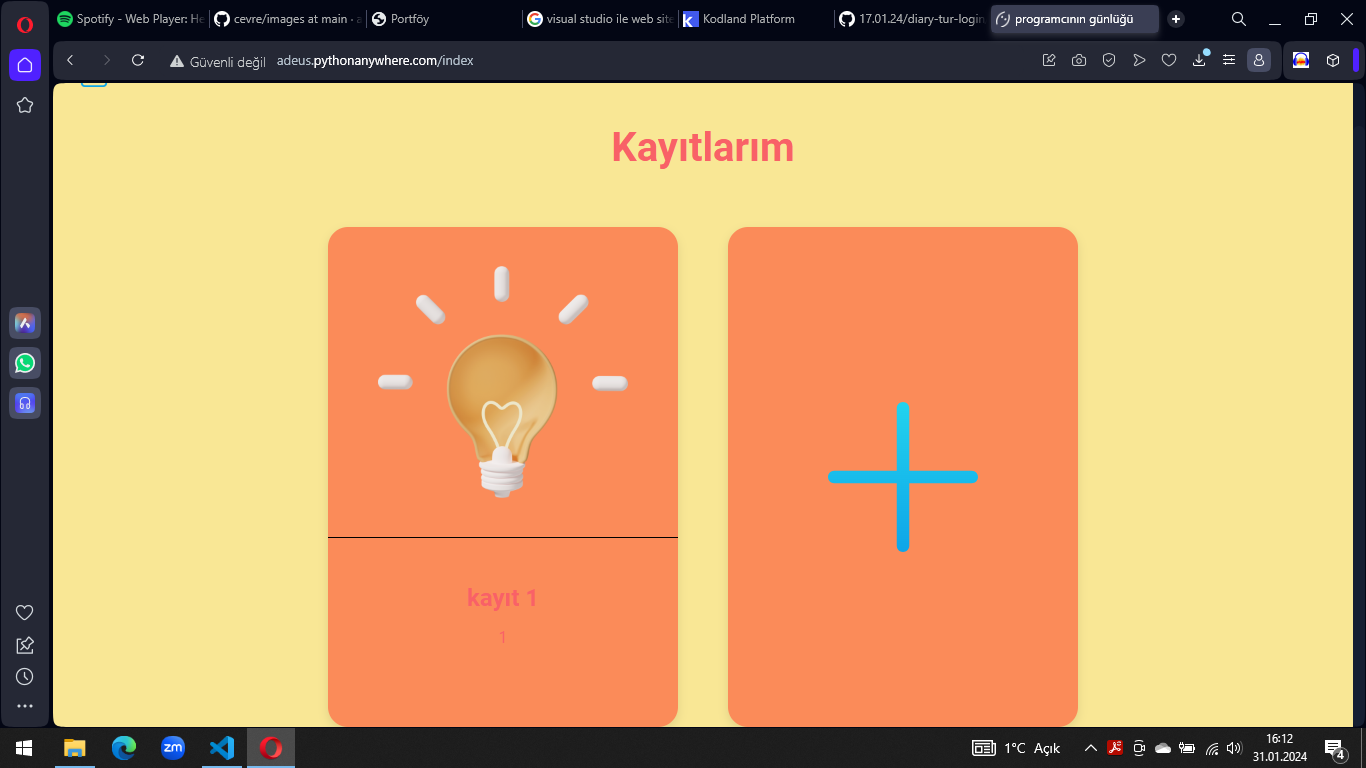 Spotify - Web Player: He
cevre/images at main · a
Portföy
visual studio ile web site
Kodland Platform
17.01.24/diary-tur-login
programcının günlüğü
Güvenli değil
adeus.pythonanywhere.com/index
Kayıtlarım
kayıt 1
1
zm
1°C Açık
16:12
31.01.2024
4